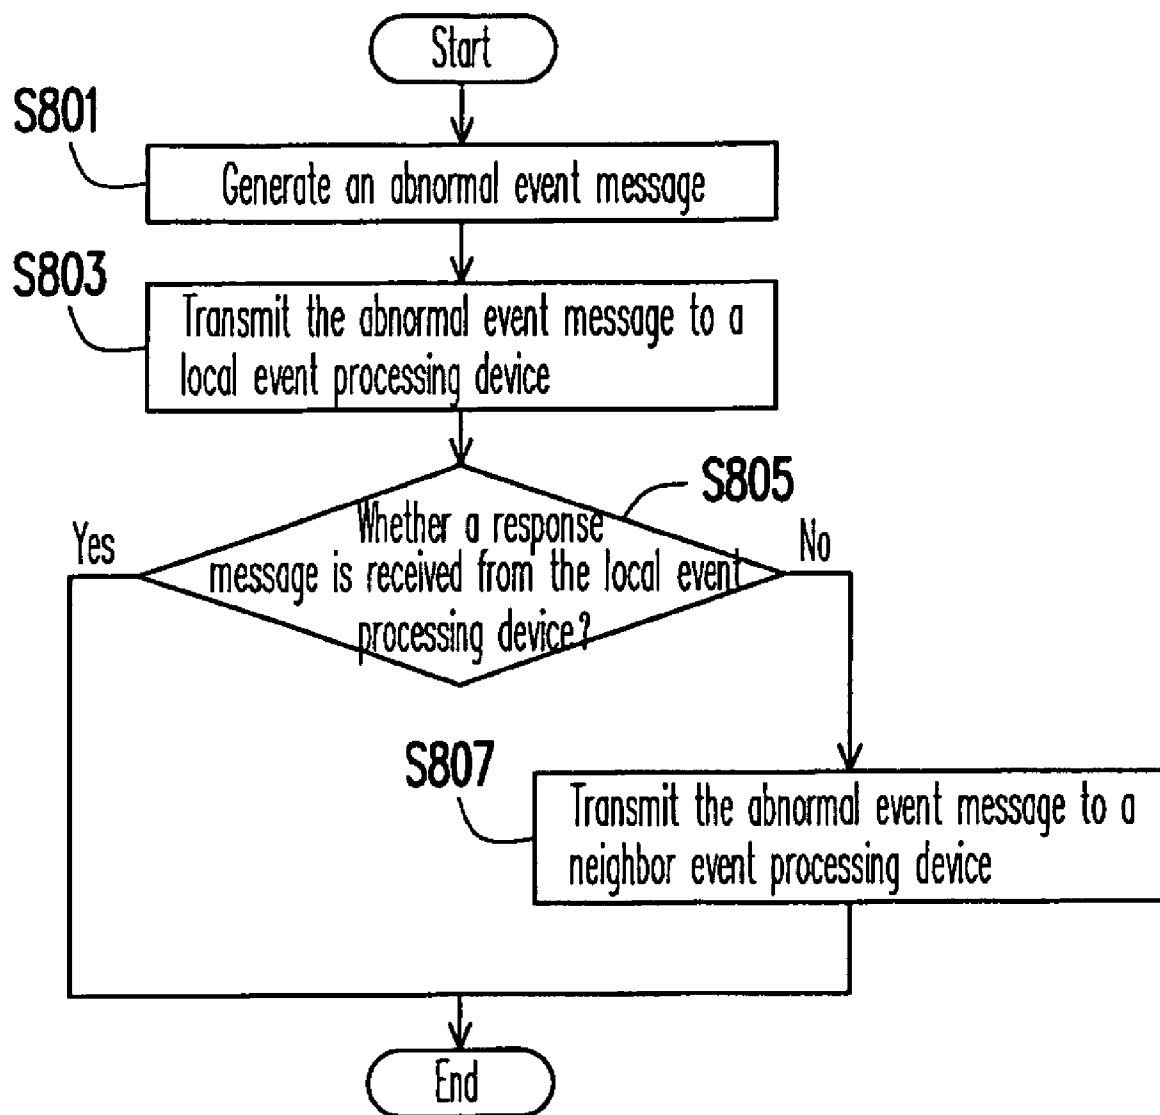 Start
S801
Generate an abnormal event message
S803
Transmit the abnormal event message to a
local event processing device
S805
Whether a response
message is received from the local event
processing device?
Yes
No
S807
Transmit the abnormal event message to a
neighbor event processing device
End